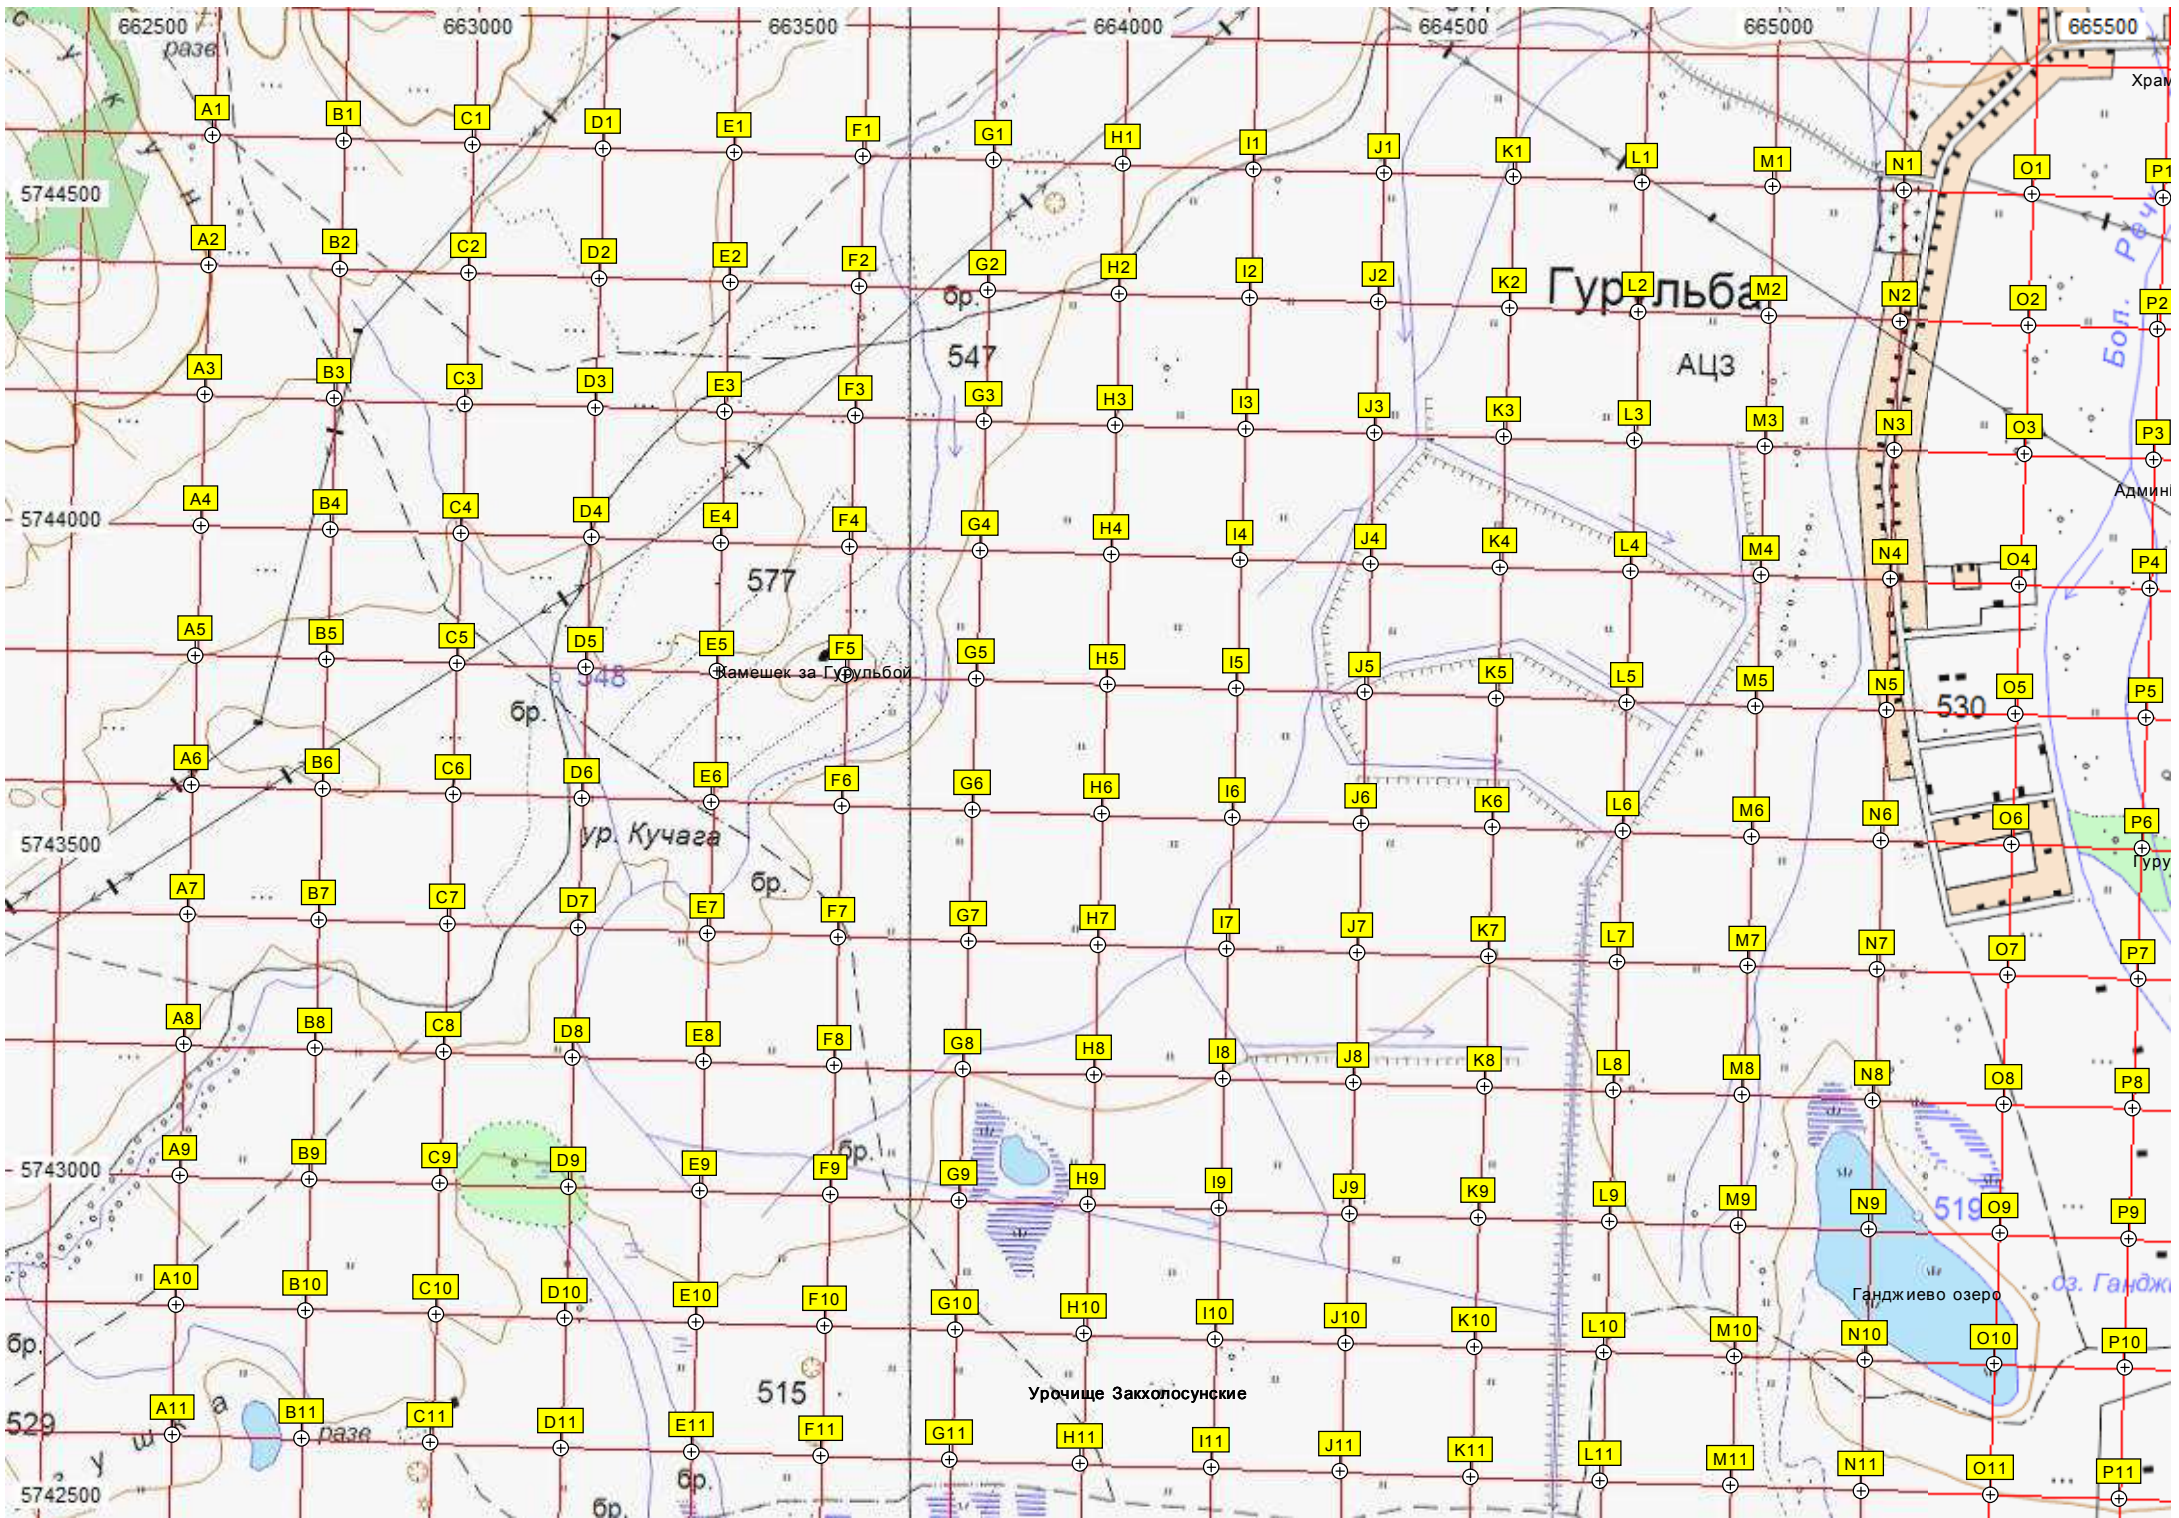 662500 663000 663500 664000 664500 665000 665500
разе
Храм
A1 B1 C1 D1 E1 F1 G1 H1 I1 J1 K1 L1 M1 N1 O1 P1
5744500
A2 B2 C2 D2 E2 F2 G2 H2 I2 J2 K2 L2 M2 N2 O2 P2
бр.
Гурульба
Бол. Реч
547
АЦЗ
A3 B3 C3 D3 E3 F3 G3 H3 I3 J3 K3 L3 M3 N3 O3 P3
Админ
5744000
A4 B4 C4 D4 E4 F4 G4 H4 I4 J4 K4 L4 M4 N4 O4 P4
577
A5 B5 C5 D5 E5 F5 G5 H5 I5 J5 K5 L5 M5 N5 O5 P5
548
Камешек за Гурульбой
бр.
530
A6 B6 C6 D6 E6 F6 G6 H6 I6 J6 K6 L6 M6 N6 O6 P6
5743500
ур. Кучага
Гуру
бр.
A7 B7 C7 D7 E7 F7 G7 H7 I7 J7 K7 L7 M7 N7 O7 P7
A8 B8 C8 D8 E8 F8 G8 H8 I8 J8 K8 L8 M8 N8 O8 P8
5743000
бр.
A9 B9 C9 D9 E9 F9 G9 H9 I9 J9 K9 L9 M9 N9 O9 P9
519
оз. Гандж
Ганджиево озеро
A10 B10 C10 D10 E10 F10 G10 H10 I10 J10 K10 L10 M10 N10 O10 P10
бр.
515
Урочище Закхолосунские
A11 B11 C11 D11 E11 F11 G11 H11 I11 J11 K11 L11 M11 N11 O11 P11
529
разе
5742500
бр.
бр.